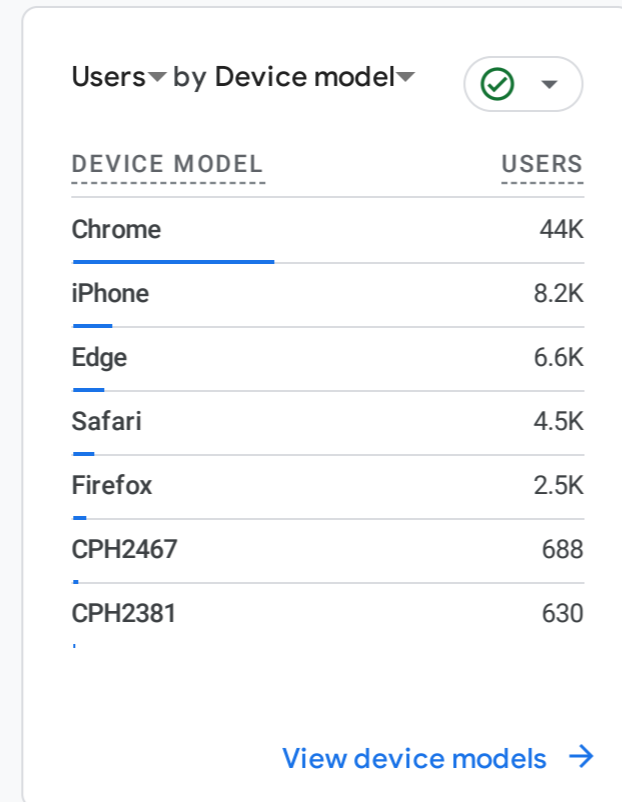 Users by Device model
DEVICE MODEL USERS
Chrome 44K
iPhone 8.2K
Edge 6.6K
Safari 4.5K
Firefox 2.5K
CPH2467 688
CPH2381 630
View device models